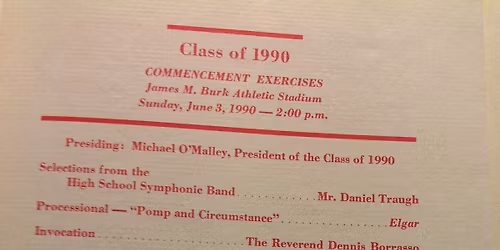 Class of 1990
COMMENCEMENT EXERCISES
James M. Burk Athletic Stadium
Sunday, June 3, 1990 — 2:00 p.m.
Presiding: Michael O'Malley, President of the Class of 1990
Selections from the
High School Symphonic Band .................... Mr. Daniel Traugh
Processional — "Pomp and Circumstance" .......................... Elgar
Invocation .......................... The Reverend Dennis Borrasso